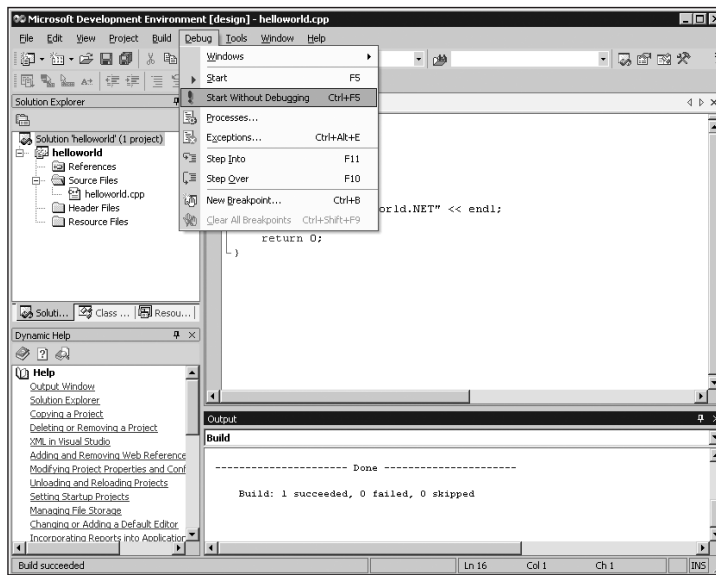 Microsoft Development Environment [design] - helloworld.cpp
File Edit View Project Build Debug Tools Window Help
Windows
Start F5
Start Without Debugging Ctrl+F5
Processes...
Exceptions... Ctrl+Alt+E
Step Into F11
Step Over F10
New Breakpoint... Ctrl+B
Clear All Breakpoints Ctrl+Shift+F9
Solution Explorer
Solution 'helloworld' (1 project)
helloworld
References
Source Files
helloworld.cpp
Header Files
Resource Files
Soluti... Class ... Resou...
orld.NET" << endl;
return 0;
}
Dynamic Help
Help
Output Window
Solution Explorer
Copying a Project
Deleting or Removing a Project
XML in Visual Studio
Adding and Removing Web Reference
Modifying Project Properties and Conf
Unloading and Reloading Projects
Setting Startup Projects
Managing File Storage
Changing or Adding a Default Editor
Incorporating Reports into Application
Output
Build
---------------------- Done ----------------------
Build: 1 succeeded, 0 failed, 0 skipped
Build succeeded Ln 16 Col 1 Ch 1 INS